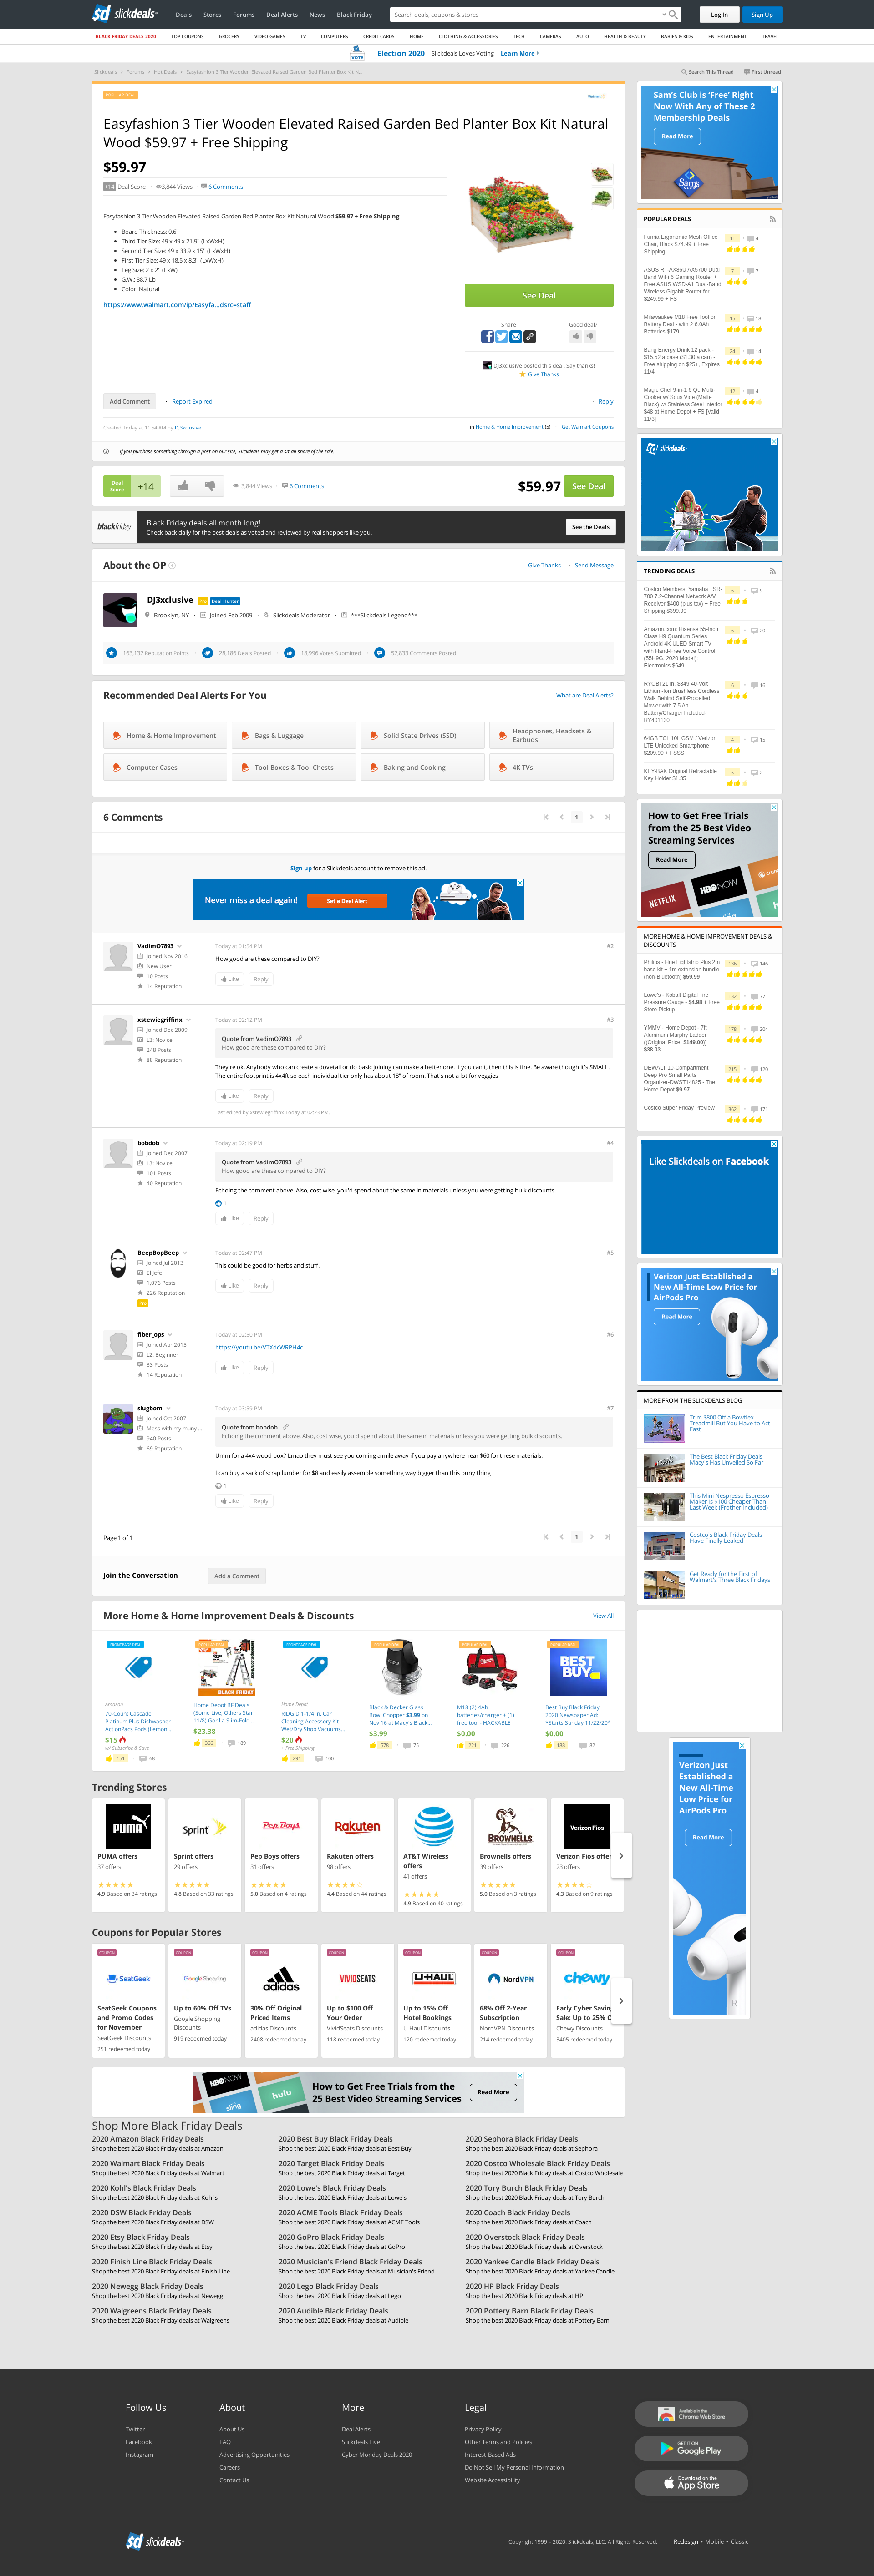 slickdeals
Deals Stores Forums Deal Alerts News Black Friday
Search deals, coupons & stores
Log In
Sign Up
BLACK FRIDAY DEALS 2020 TOP COUPONS GROCERY VIDEO GAMES TV COMPUTERS CREDIT CARDS HOME CLOTHING & ACCESSORIES TECH CAMERAS AUTO HEALTH & BEAUTY BABIES & KIDS ENTERTAINMENT TRAVEL
VOTE Election 2020 Slickdeals Loves Voting Learn More
Slickdeals Forums Hot Deals Easyfashion 3 Tier Wooden Elevated Raised Garden Bed Planter Box Kit N...
Search This Thread First Unread
POPULAR DEAL
Walmart
Easyfashion 3 Tier Wooden Elevated Raised Garden Bed Planter Box Kit Natural
Wood $59.97 + Free Shipping
$59.97
+14 Deal Score 3,844 Views 6 Comments
Easyfashion 3 Tier Wooden Elevated Raised Garden Bed Planter Box Kit Natural Wood $59.97 + Free Shipping
Board Thickness: 0.6"
Third Tier Size: 49 x 49 x 21.9" (LxWxH)
Second Tier Size: 49 x 33.9 x 15" (LxWxH)
First Tier Size: 49 x 18.5 x 8.3" (LxWxH)
Leg Size: 2 x 2" (LxW)
G.W.: 38.7 Lb
Color: Natural
https://www.walmart.com/ip/Easyfa...dsrc=staff
See Deal
Share Good deal?
DJ3xclusive posted this deal. Say thanks!
Give Thanks
Add Comment Report Expired Reply
Created Today at 11:54 AM by DJ3xclusive
in Home & Home Improvement (5) Get Walmart Coupons
If you purchase something through a post on our site, Slickdeals may get a small share of the sale.
Deal
Score
+14
3,844 Views 6 Comments
$59.97 See Deal
blackfriday
Black Friday deals all month long!
Check back daily for the best deals as voted and reviewed by real shoppers like you.
See the Deals
About the OP
Give Thanks Send Message
DJ3xclusive Pro Deal Hunter
Brooklyn, NY Joined Feb 2009 Slickdeals Moderator ***Slickdeals Legend***
163,132 Reputation Points 28,186 Deals Posted 18,996 Votes Submitted 52,833 Comments Posted
Recommended Deal Alerts For You
What are Deal Alerts?
Home & Home Improvement
Bags & Luggage
Solid State Drives (SSD)
Headphones, Headsets &
Earbuds
Computer Cases
Tool Boxes & Tool Chests
Baking and Cooking
4K TVs
6 Comments
1
Sign up for a Slickdeals account to remove this ad.
Never miss a deal again!
Set a Deal Alert
VadimO7893
Joined Nov 2016
New User
10 Posts
14 Reputation
Today at 01:54 PM #2
How good are these compared to DIY?
Like Reply
xstewiegriffinx
Joined Dec 2009
L3: Novice
248 Posts
88 Reputation
Today at 02:12 PM #3
Quote from VadimO7893
How good are these compared to DIY?
They're ok. Anybody who can create a dovetail or do basic joining can make a better one. If you can't, then this is fine. Be aware though it's SMALL.
The entire footprint is 4x4ft so each individual tier only has about 18" of room. That's not a lot for veggies
Like Reply
Last edited by xstewiegriffinx Today at 02:23 PM.
bobdob
Joined Dec 2007
L3: Novice
101 Posts
40 Reputation
Today at 02:19 PM #4
Quote from VadimO7893
How good are these compared to DIY?
Echoing the comment above. Also, cost wise, you'd spend about the same in materials unless you were getting bulk discounts.
1
Like Reply
BeepBopBeep
Joined Jul 2013
El Jefe
1,076 Posts
226 Reputation
Pro
Today at 02:47 PM #5
This could be good for herbs and stuff.
Like Reply
fiber_ops
Joined Apr 2015
L2: Beginner
33 Posts
14 Reputation
Today at 02:50 PM #6
https://youtu.be/VTXdcWRPH4c
Like Reply
slugbom
Joined Oct 2007
Mess with my muny ...
940 Posts
69 Reputation
Today at 03:59 PM #7
Quote from bobdob
Echoing the comment above. Also, cost wise, you'd spend about the same in materials unless you were getting bulk discounts.
Umm for a 4x4 wood box? Lmao they must see you coming a mile away if you pay anywhere near $60 for these materials.
I can buy a sack of scrap lumber for $8 and easily assemble something way bigger than this puny thing
1
Like Reply
Page 1 of 1
1
Join the Conversation Add a Comment
More Home & Home Improvement Deals & Discounts
View All
FRONTPAGE DEAL
Amazon
70-Count Cascade
Platinum Plus Dishwasher
ActionPacs Pods (Lemon...
$15
w/ Subscribe & Save
151 68
POPULAR DEAL
BLACK FRIDAY
Home Depot BF Deals
(Some Live, Others Star
11/8) Gorilla Slim-Fold...
$23.38
366 189
FRONTPAGE DEAL
Home Depot
RIDGID 1-1/4 in. Car
Cleaning Accessory Kit
Wet/Dry Shop Vacuums...
$20
+ Free Shipping
291 100
POPULAR DEAL
Black & Decker Glass
Bowl Chopper $3.99 on
Nov 16 at Macy's Black...
$3.99
578 75
POPULAR DEAL
M18 (2) 4Ah
batteries/charger + (1)
free tool - HACKABLE
$0.00
221 226
POPULAR DEAL
BEST
BUY
Best Buy Black Friday
2020 Newspaper Ad:
*Starts Sunday 11/22/20*
$0.00
188 82
Trending Stores
PUMA
PUMA offers
37 offers
4.9 Based on 34 ratings
Sprint
Sprint offers
29 offers
4.8 Based on 33 ratings
Pep Boys
Pep Boys offers
31 offers
5.0 Based on 4 ratings
Rakuten
Rakuten offers
98 offers
4.4 Based on 44 ratings
AT&T Wireless
offers
41 offers
4.9 Based on 40 ratings
BROWNELLS
Brownells offers
39 offers
5.0 Based on 3 ratings
Verizon Fios
Verizon Fios offer
23 offers
4.3 Based on 9 ratings
Coupons for Popular Stores
COUPON
SeatGeek
SeatGeek Coupons
and Promo Codes
for November
SeatGeek Discounts
251 redeemed today
COUPON
Google Shopping
Up to 60% Off TVs
Google Shopping
Discounts
919 redeemed today
COUPON
adidas
30% Off Original
Priced Items
adidas Discounts
2408 redeemed today
COUPON
VIVIDSEATS
Up to $100 Off
Your Order
VividSeats Discounts
118 redeemed today
COUPON
U-HAUL
Up to 15% Off
Hotel Bookings
U-Haul Discounts
120 redeemed today
COUPON
NordVPN
68% Off 2-Year
Subscription
NordVPN Discounts
214 redeemed today
COUPON
chewy
Early Cyber Saving
Sale: Up to 25% O
Chewy Discounts
3405 redeemed today
HBO NOW
sling
hulu
How to Get Free Trials from the
25 Best Video Streaming Services
Read More
Shop More Black Friday Deals
2020 Amazon Black Friday Deals
Shop the best 2020 Black Friday deals at Amazon
2020 Best Buy Black Friday Deals
Shop the best 2020 Black Friday deals at Best Buy
2020 Sephora Black Friday Deals
Shop the best 2020 Black Friday deals at Sephora
2020 Walmart Black Friday Deals
Shop the best 2020 Black Friday deals at Walmart
2020 Target Black Friday Deals
Shop the best 2020 Black Friday deals at Target
2020 Costco Wholesale Black Friday Deals
Shop the best 2020 Black Friday deals at Costco Wholesale
2020 Kohl's Black Friday Deals
Shop the best 2020 Black Friday deals at Kohl's
2020 Lowe's Black Friday Deals
Shop the best 2020 Black Friday deals at Lowe's
2020 Tory Burch Black Friday Deals
Shop the best 2020 Black Friday deals at Tory Burch
2020 DSW Black Friday Deals
Shop the best 2020 Black Friday deals at DSW
2020 ACME Tools Black Friday Deals
Shop the best 2020 Black Friday deals at ACME Tools
2020 Coach Black Friday Deals
Shop the best 2020 Black Friday deals at Coach
2020 Etsy Black Friday Deals
Shop the best 2020 Black Friday deals at Etsy
2020 GoPro Black Friday Deals
Shop the best 2020 Black Friday deals at GoPro
2020 Overstock Black Friday Deals
Shop the best 2020 Black Friday deals at Overstock
2020 Finish Line Black Friday Deals
Shop the best 2020 Black Friday deals at Finish Line
2020 Musician's Friend Black Friday Deals
Shop the best 2020 Black Friday deals at Musician's Friend
2020 Yankee Candle Black Friday Deals
Shop the best 2020 Black Friday deals at Yankee Candle
2020 Newegg Black Friday Deals
Shop the best 2020 Black Friday deals at Newegg
2020 Lego Black Friday Deals
Shop the best 2020 Black Friday deals at Lego
2020 HP Black Friday Deals
Shop the best 2020 Black Friday deals at HP
2020 Walgreens Black Friday Deals
Shop the best 2020 Black Friday deals at Walgreens
2020 Audible Black Friday Deals
Shop the best 2020 Black Friday deals at Audible
2020 Pottery Barn Black Friday Deals
Shop the best 2020 Black Friday deals at Pottery Barn
Sam's Club is 'Free' Right
Now With Any of These 2
Membership Deals
Read More
Sam's
POPULAR DEALS
Funria Ergonomic Mesh Office
Chair, Black $74.99 + Free
Shipping
11 4
ASUS RT-AX86U AX5700 Dual
Band WiFi 6 Gaming Router +
Free ASUS WSD-A1 Dual-Band
Wireless Gigabit Router for
$249.99 + FS
7 7
Milwaukee M18 Free Tool or
Battery Deal - with 2 6.0Ah
Batteries $179
15 18
Bang Energy Drink 12 pack -
$15.52 a case ($1.30 a can) -
Free shipping on $25+, Expires
11/4
24 14
Magic Chef 9-in-1 6 Qt. Multi-
Cooker w/ Sous Vide (Matte
Black) w/ Stainless Steel Interior
$48 at Home Depot + FS [Valid
11/3]
12 4
slickdeals
TRENDING DEALS
Costco Members: Yamaha TSR-
700 7.2-Channel Network A/V
Receiver $400 (plus tax) + Free
Shipping $399.99
6 9
Amazon.com: Hisense 55-Inch
Class H9 Quantum Series
Android 4K ULED Smart TV
with Hand-Free Voice Control
(55H9G, 2020 Model):
Electronics $649
6 20
RYOBI 21 in. $349 40-Volt
Lithium-Ion Brushless Cordless
Walk Behind Self-Propelled
Mower with 7.5 Ah
Battery/Charger Included-
RY401130
6 16
64GB TCL 10L GSM / Verizon
LTE Unlocked Smartphone
$209.99 + FSSS
4 15
KEY-BAK Original Retractable
Key Holder $1.35
5 2
How to Get Free Trials
from the 25 Best Video
Streaming Services
Read More
NETFLIX
HBO NOW
MORE HOME & HOME IMPROVEMENT DEALS &
DISCOUNTS
Philips - Hue Lightstrip Plus 2m
base kit + 1m extension bundle
(non-Bluetooth) $59.99
136 146
Lowe's - Kobalt Digital Tire
Pressure Gauge - $4.98 + Free
Store Pickup
132 77
YMMV - Home Depot - 7ft
Aluminum Murphy Ladder
((Original Price: $149.00))
$38.03
178 204
DEWALT 10-Compartment
Deep Pro Small Parts
Organizer-DWST14825 - The
Home Depot $9.97
215 120
Costco Super Friday Preview
362 171
Like Slickdeals on Facebook
Verizon Just Established a
New All-Time Low Price for
AirPods Pro
Read More
MORE FROM THE SLICKDEALS BLOG
Trim $800 Off a Bowflex
Treadmill But You Have to Act
Fast
The Best Black Friday Deals
Macy's Has Unveiled So Far
This Mini Nespresso Espresso
Maker Is $100 Cheaper Than
Last Week (Frother Included)
Costco's Black Friday Deals
Have Finally Leaked
Get Ready for the First of
Walmart's Three Black Fridays
Verizon Just
Established a
New All-Time
Low Price for
AirPods Pro
Read More
Follow Us
Twitter
Facebook
Instagram
About
About Us
FAQ
Advertising Opportunities
Careers
Contact Us
More
Deal Alerts
Slickdeals Live
Cyber Monday Deals 2020
Legal
Privacy Policy
Other Terms and Policies
Interest-Based Ads
Do Not Sell My Personal Information
Website Accessibility
Available in the
Chrome Web Store
GET IT ON
Google Play
Download on the
App Store
slickdeals
Copyright 1999 – 2020. Slickdeals, LLC. All Rights Reserved. Redesign • Mobile • Classic